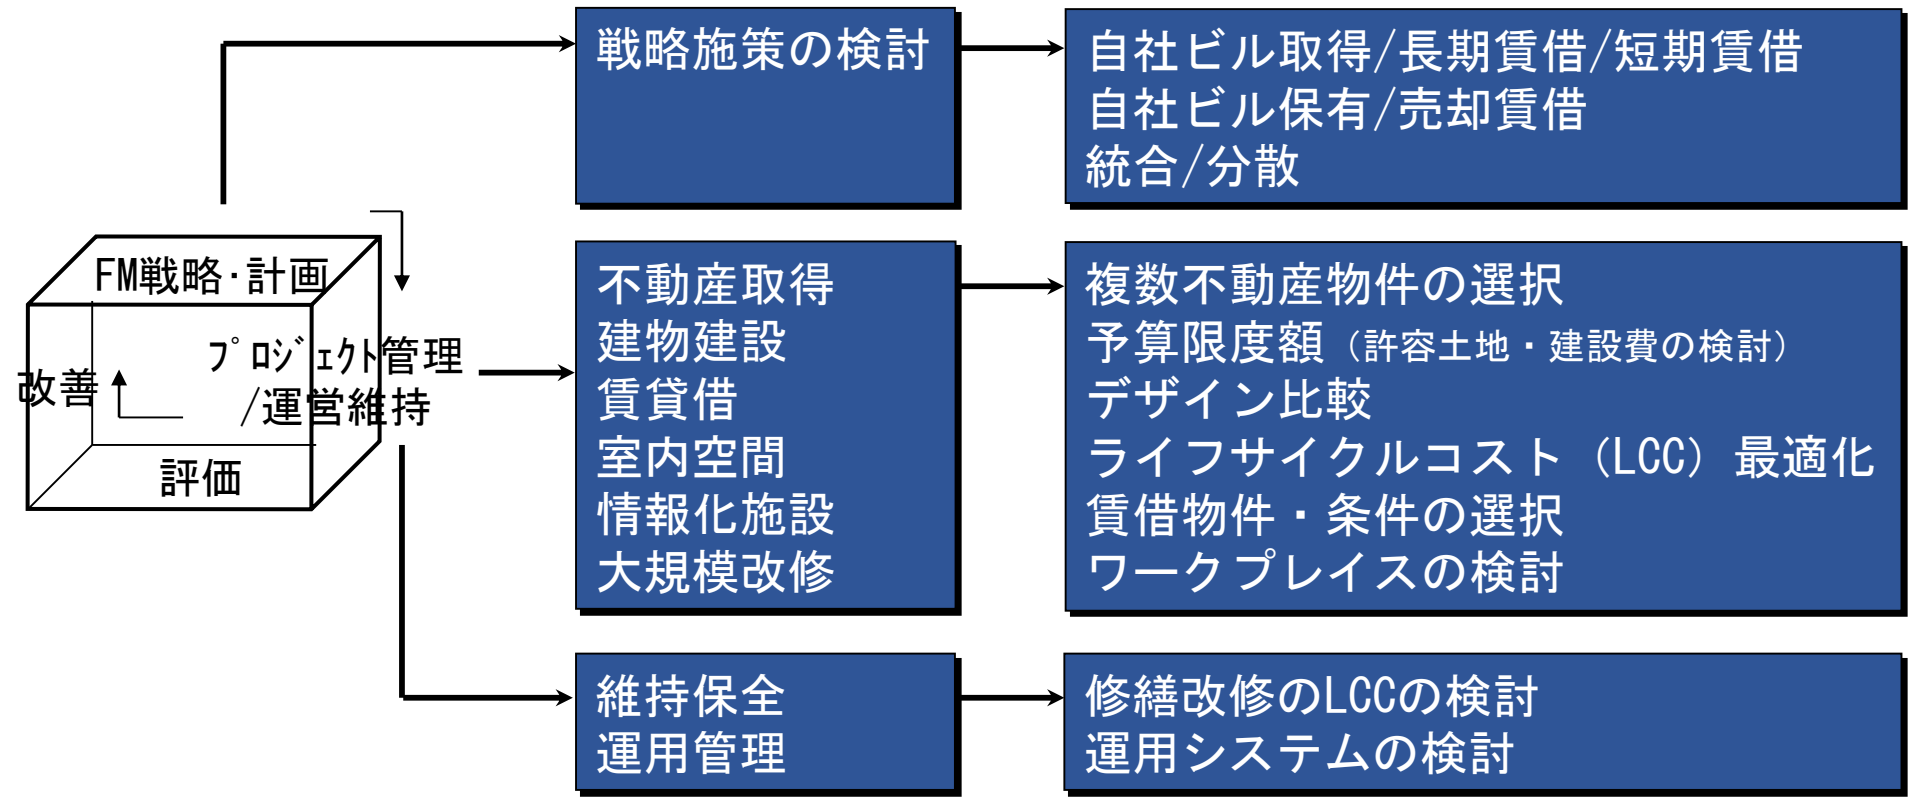 戦略施策の検討
自社ビル取得/長期賃借/短期賃借
自社ビル保有/売却賃借
統合/分散
FM戦略・計画
プロジェクト管理
/運営維持
改善
評価
不動産取得
建物建設
賃貸借
室内空間
情報化施設
大規模改修
複数不動産物件の選択
予算限度額（許容土地・建設費の検討）
デザイン比較
ライフサイクルコスト（LCC）最適化
賃借物件・条件の選択
ワークプレイスの検討
維持保全
運用管理
修繕改修のLCCの検討
運用システムの検討